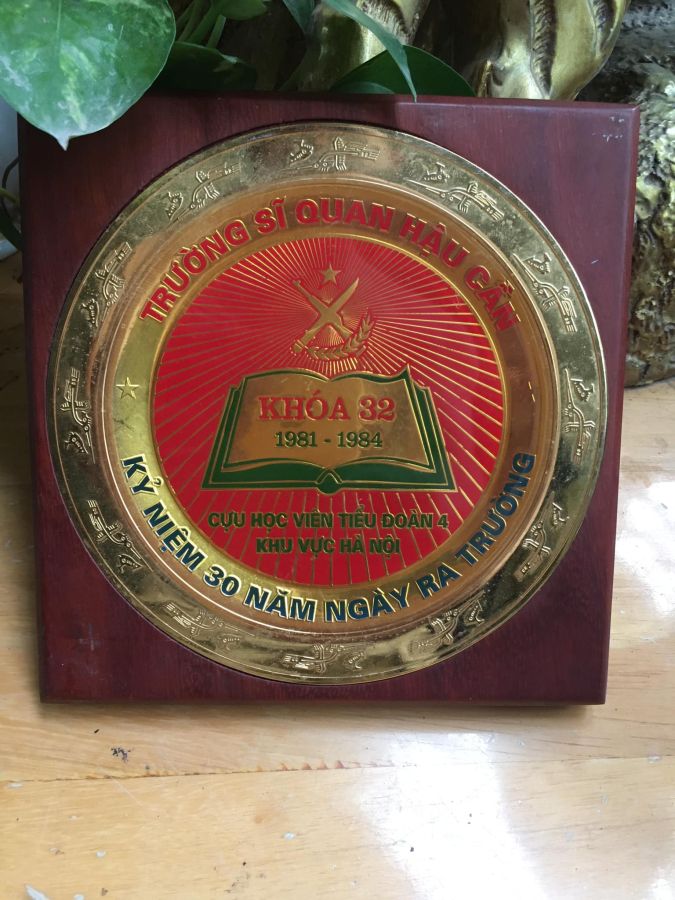 TRƯỜNG SĨ QUAN HẬU CẦN
KHÓA 32
1981 - 1984
CỰU HỌC VIÊN TIỂU ĐOÀN 4
KHU VỰC HÀ NỘI
KỶ NIỆM 30 NĂM NGÀY RA TRƯỜNG